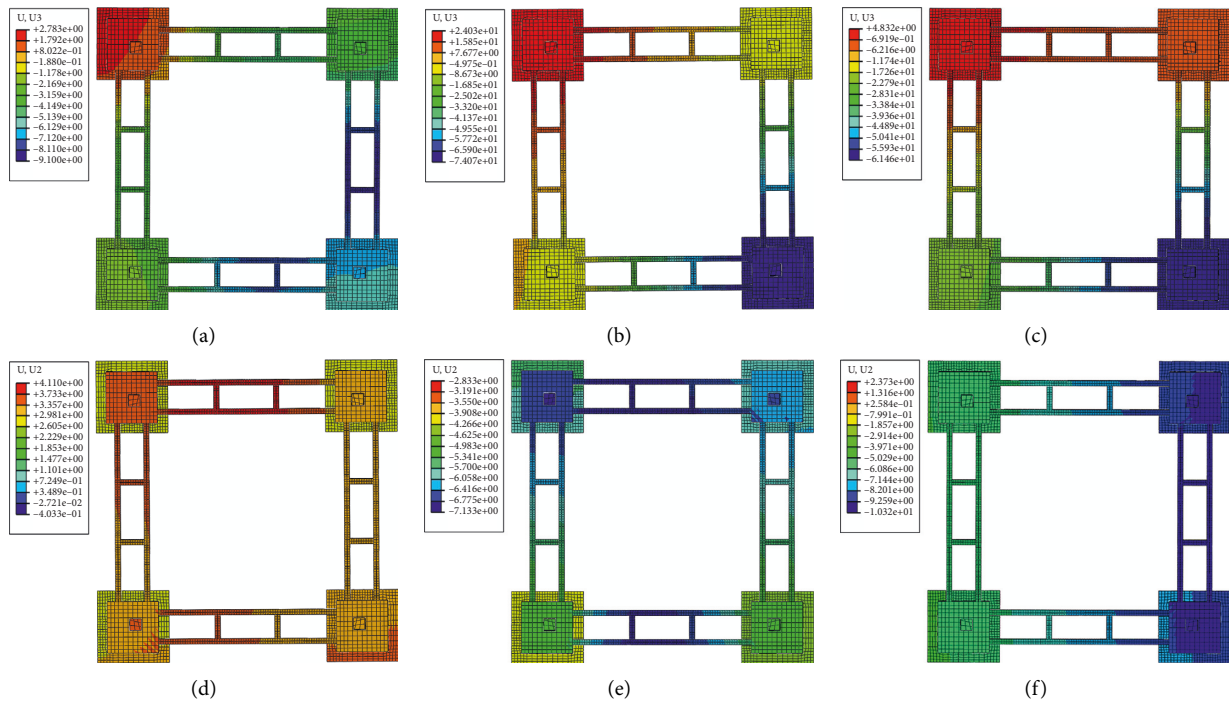 U, U3
+2.783e+00
+1.792e+00
+8.022e−01
−1.880e−01
−1.178e+00
−2.169e+00
−3.159e+00
−4.149e+00
−5.139e+00
−6.129e+00
−7.120e+00
−8.110e+00
−9.100e+00
(a)
U, U3
+2.403e+01
+1.585e+01
+7.677e+00
−4.975e−01
−8.673e+00
−1.685e+01
−2.502e+01
−3.320e+01
−4.137e+01
−4.955e+01
−5.772e+01
−6.590e+01
−7.407e+01
(b)
U, U3
+4.832e+00
−6.919e−01
−6.216e+00
−1.174e+01
−1.726e+01
−2.279e+01
−2.831e+01
−3.384e+01
−3.936e+01
−4.489e+01
−5.041e+01
−5.593e+01
−6.146e+01
(c)
U, U2
+4.110e+00
+3.733e+00
+3.357e+00
+2.981e+00
+2.605e+00
+2.229e+00
+1.853e+00
+1.477e+00
+1.101e+00
+7.249e−01
+3.489e−01
−2.721e−02
−4.033e−01
(d)
U, U2
−2.833e+00
−3.191e+00
−3.550e+00
−3.908e+00
−4.266e+00
−4.625e+00
−4.983e+00
−5.341e+00
−5.700e+00
−6.058e+00
−6.416e+00
−6.775e+00
−7.133e+00
(e)
U, U2
+2.373e+00
+1.316e+00
+2.584e−01
−7.991e−01
−1.857e+00
−2.914e+00
−3.971e+00
−5.029e+00
−6.086e+00
−7.144e+00
−8.201e+00
−9.259e+00
−1.032e+01
(f)